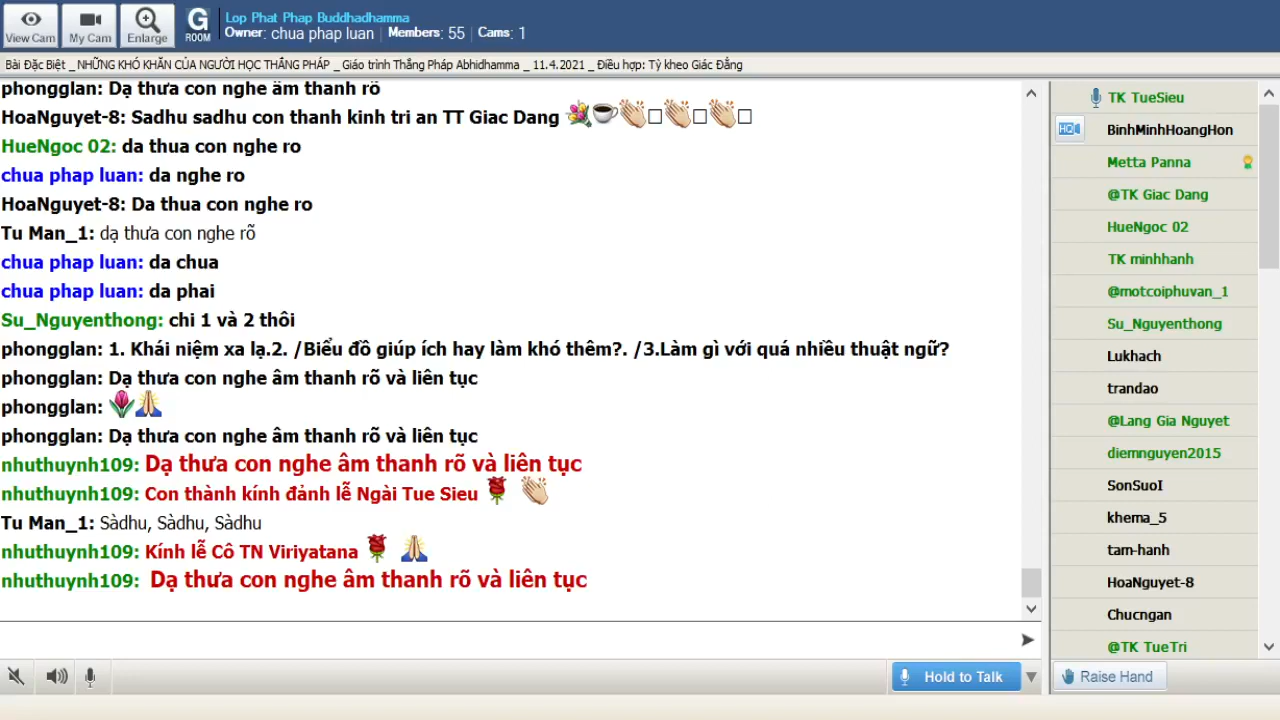 View Cam
My Cam
Enlarge
G
ROOM
Lop Phat Phap Buddhadhamma
Owner: chua phap luan | Members: 55 | Cams: 1
Bài Đặc Biệt _ NHỮNG KHÓ KHĂN CỦA NGƯỜI HỌC THẮNG PHÁP _ Giáo trình Thắng Pháp Abhidhamma _ 11.4.2021 _ Điều hợp: Tỳ kheo Giác Đẳng
phongglan: Dạ thưa con nghe âm thanh rõ
HoaNguyet-8: Sadhu sadhu con thanh kinh tri an TT Giac Dang
HueNgoc 02: da thua con nghe ro
chua phap luan: da nghe ro
HoaNguyet-8: Da thua con nghe ro
Tu Man_1: dạ thưa con nghe rõ
chua phap luan: da chua
chua phap luan: da phai
Su_Nguyenthong: chi 1 và 2 thôi
phongglan: 1. Khái niệm xa lạ.2. /Biểu đồ giúp ích hay làm khó thêm?. /3.Làm gì với quá nhiều thuật ngữ?
phongglan: Dạ thưa con nghe âm thanh rõ và liên tục
phongglan:
phongglan: Dạ thưa con nghe âm thanh rõ và liên tục
nhuthuynh109: Dạ thưa con nghe âm thanh rõ và liên tục
nhuthuynh109: Con thành kính đảnh lễ Ngài Tue Sieu
Tu Man_1: Sàdhu, Sàdhu, Sàdhu
nhuthuynh109: Kính lễ Cô TN Viriyatana
nhuthuynh109: Dạ thưa con nghe âm thanh rõ và liên tục
Hold to Talk
TK TueSieu
HQ
BinhMinhHoangHon
Metta Panna
@TK Giac Dang
HueNgoc 02
TK minhhanh
@motcoiphuvan_1
Su_Nguyenthong
Lukhach
trandao
@Lang Gia Nguyet
diemnguyen2015
SonSuoI
khema_5
tam-hanh
HoaNguyet-8
Chucngan
@TK TueTri
Raise Hand